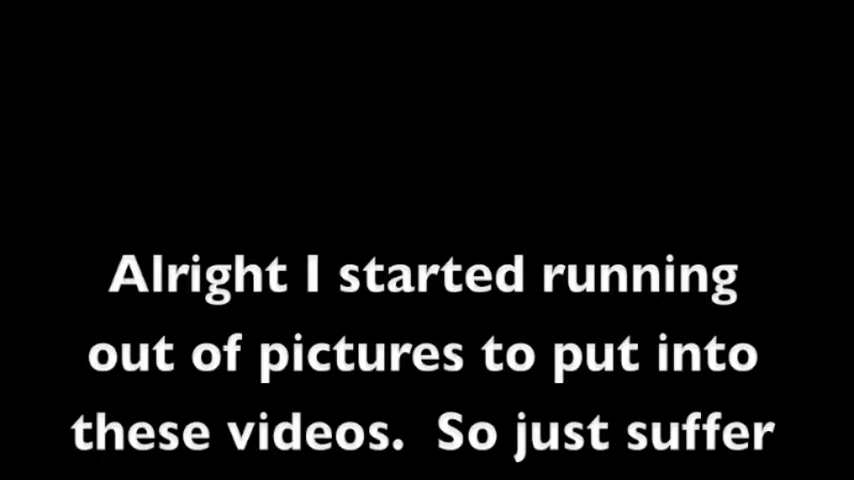 Alright I started running
out of pictures to put into
these videos.  So just suffer